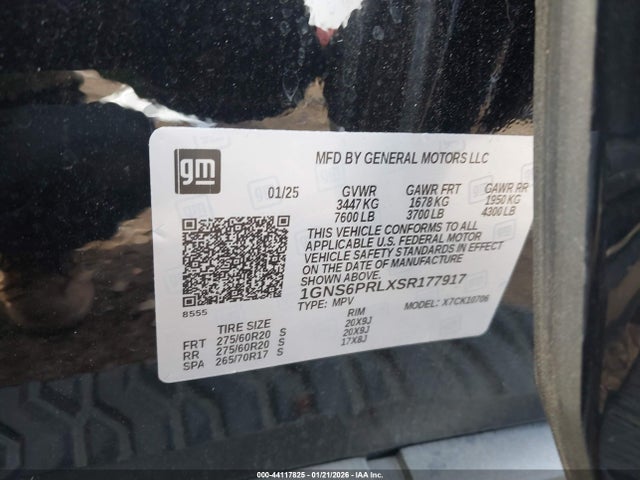 gm
MFD BY GENERAL MOTORS LLC
01/25 GVWR GAWR FRT GAWR RR
3447 KG 1678 KG 1950 KG
7600 LB 3700 LB 4300 LB
THIS VEHICLE CONFORMS TO ALL
APPLICABLE U.S. FEDERAL MOTOR
VEHICLE SAFETY STANDARDS IN EFFECT
ON THE DATE OF MANUFACTURE
SHOWN ABOVE.
1GNS6PRLXSR177917
TYPE: MPV MODEL: X7CK10706
8555
TIRE SIZE RIM
FRT 275/60R20 S 20X9J
RR 275/60R20 S 20X9J
SPA 265/70R17 S 17X8J
000-44117825 - 01/21/2026 - IAAI.COM